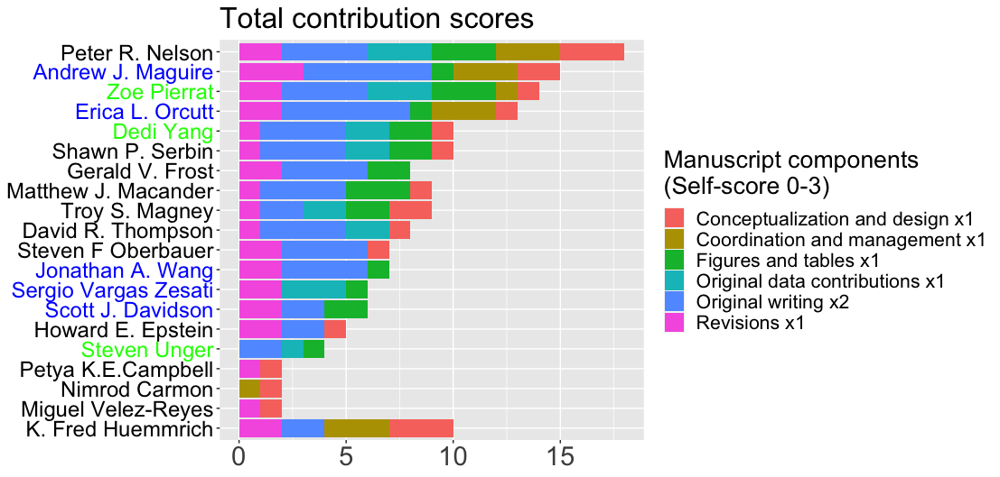 Total contribution scores
Peter R. Nelson
Andrew J. Maguire
Zoe Pierrat
Erica L. Orcutt
Dedi Yang
Shawn P. Serbin
Gerald V. Frost
Matthew J. Macander
Troy S. Magney
David R. Thompson
Steven F Oberbauer
Jonathan A. Wang
Sergio Vargas Zesati
Scott J. Davidson
Howard E. Epstein
Steven Unger
Petya K.E.Campbell
Nimrod Carmon
Miguel Velez-Reyes
K. Fred Huemmrich
0 5 10 15
Manuscript components
(Self-score 0-3)
Conceptualization and design x1
Coordination and management x1
Figures and tables x1
Original data contributions x1
Original writing x2
Revisions x1